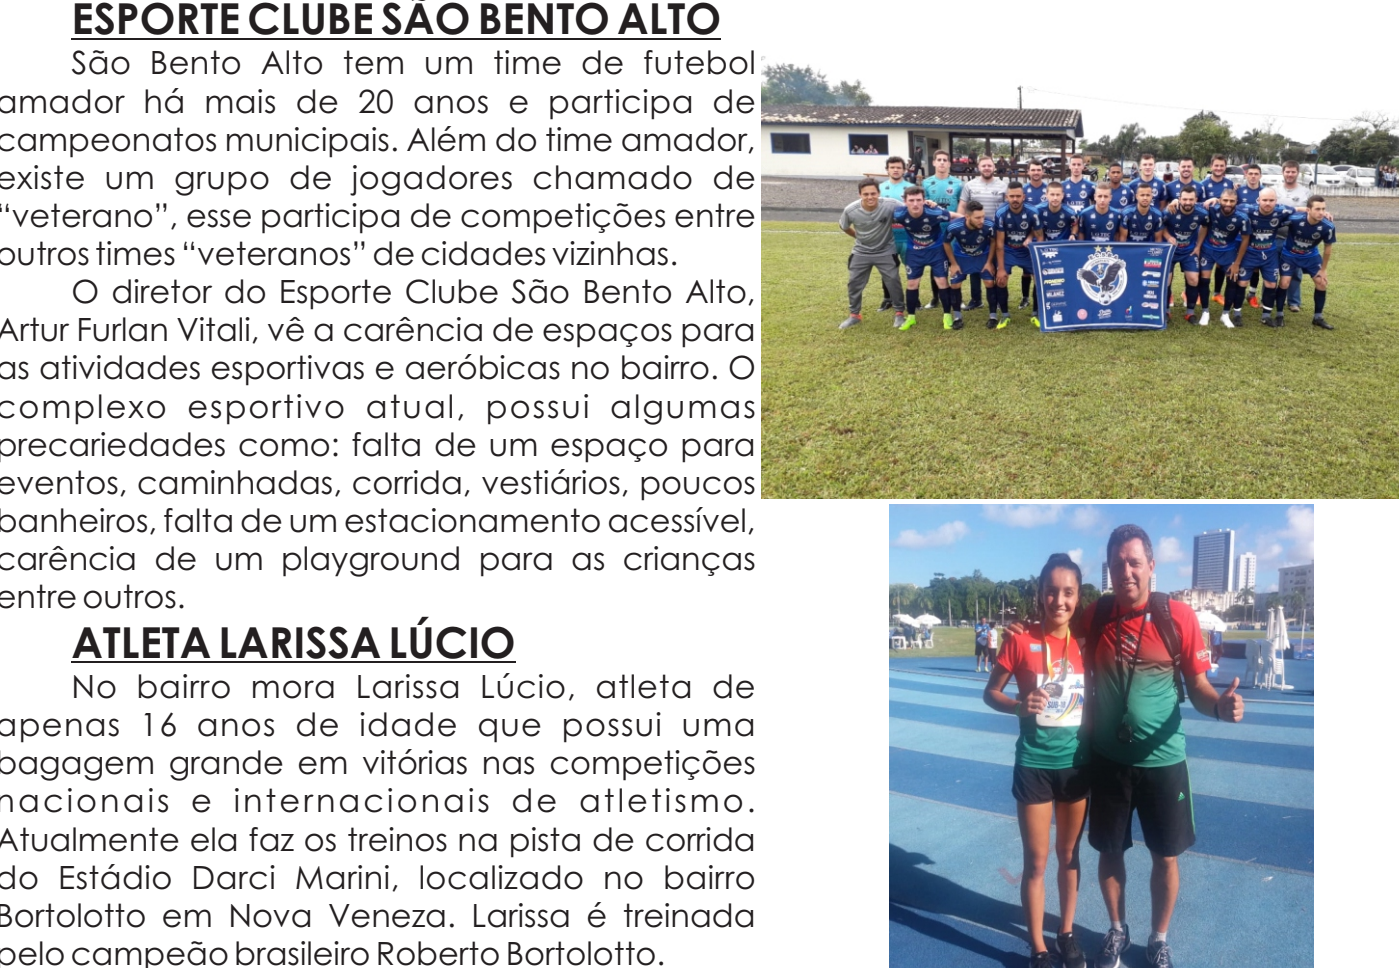 ESPORTE CLUBE SÃO BENTO ALTO
São Bento Alto tem um time de futebol
amador há mais de 20 anos e participa de
campeonatos municipais. Além do time amador,
existe um grupo de jogadores chamado de
“veterano”, esse participa de competições entre
outros times “veteranos” de cidades vizinhas.
O diretor do Esporte Clube São Bento Alto,
Artur Furlan Vitali, vê a carência de espaços para
as atividades esportivas e aeróbicas no bairro. O
complexo esportivo atual, possui algumas
precariedades como: falta de um espaço para
eventos, caminhadas, corrida, vestiários, poucos
banheiros, falta de um estacionamento acessível,
carência de um playground para as crianças
entre outros.
ATLETA LARISSA LÚCIO
No bairro mora Larissa Lúcio, atleta de
apenas 16 anos de idade que possui uma
bagagem grande em vitórias nas competições
nacionais e internacionais de atletismo.
Atualmente ela faz os treinos na pista de corrida
do Estádio Darci Marini, localizado no bairro
Bortolotto em Nova Veneza. Larissa é treinada
pelo campeão brasileiro Roberto Bortolotto.
SUB-18